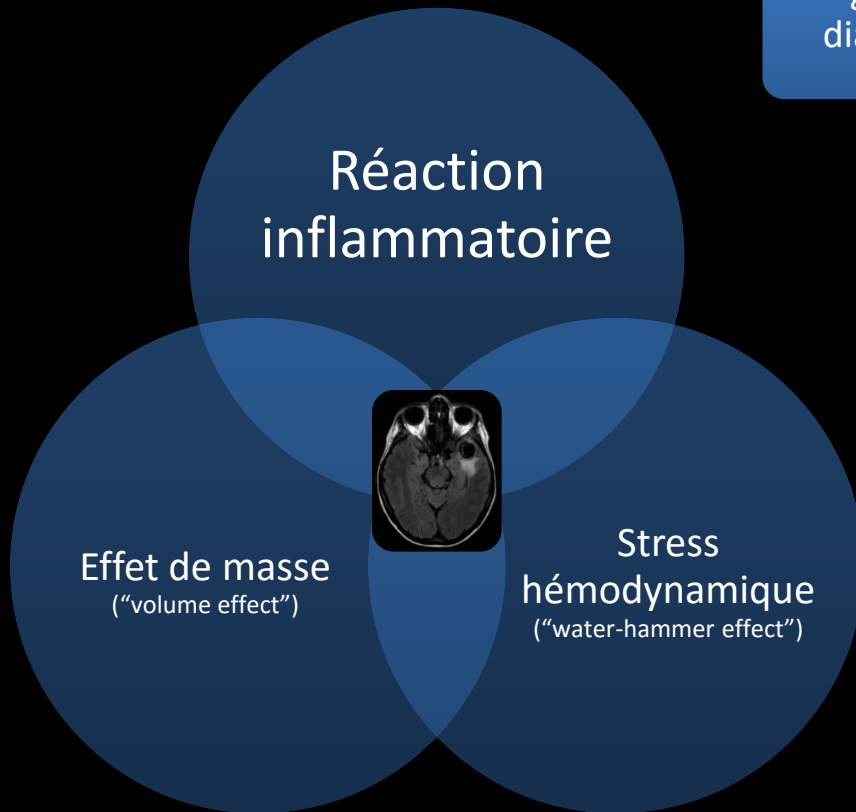 Réaction
inflammatoire
Effet de masse
(“volume effect”)
Stress
hémodynamique
(“water-hammer effect”)